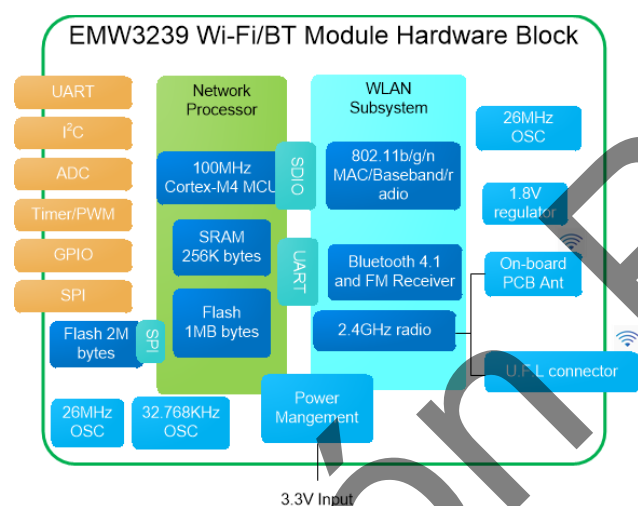 EMW3239 Wi-Fi/BT Module Hardware Block
UART
I²C
ADC
Timer/PWM
GPIO
SPI
Network
Processor
100MHz
Cortex-M4 MCU
SRAM
256K bytes
Flash
1MB bytes
Flash 2M
bytes
SPI
SDIO
UART
WLAN
Subsystem
802.11b/g/n
MAC/Baseband/r
adio
Bluetooth 4.1
and FM Receiver
2.4GHz radio
26MHz
OSC
1.8V
regulator
On-board
PCB Ant
U.F.L connector
26MHz
OSC
32.768KHz
OSC
Power
Mangement
3.3V Input